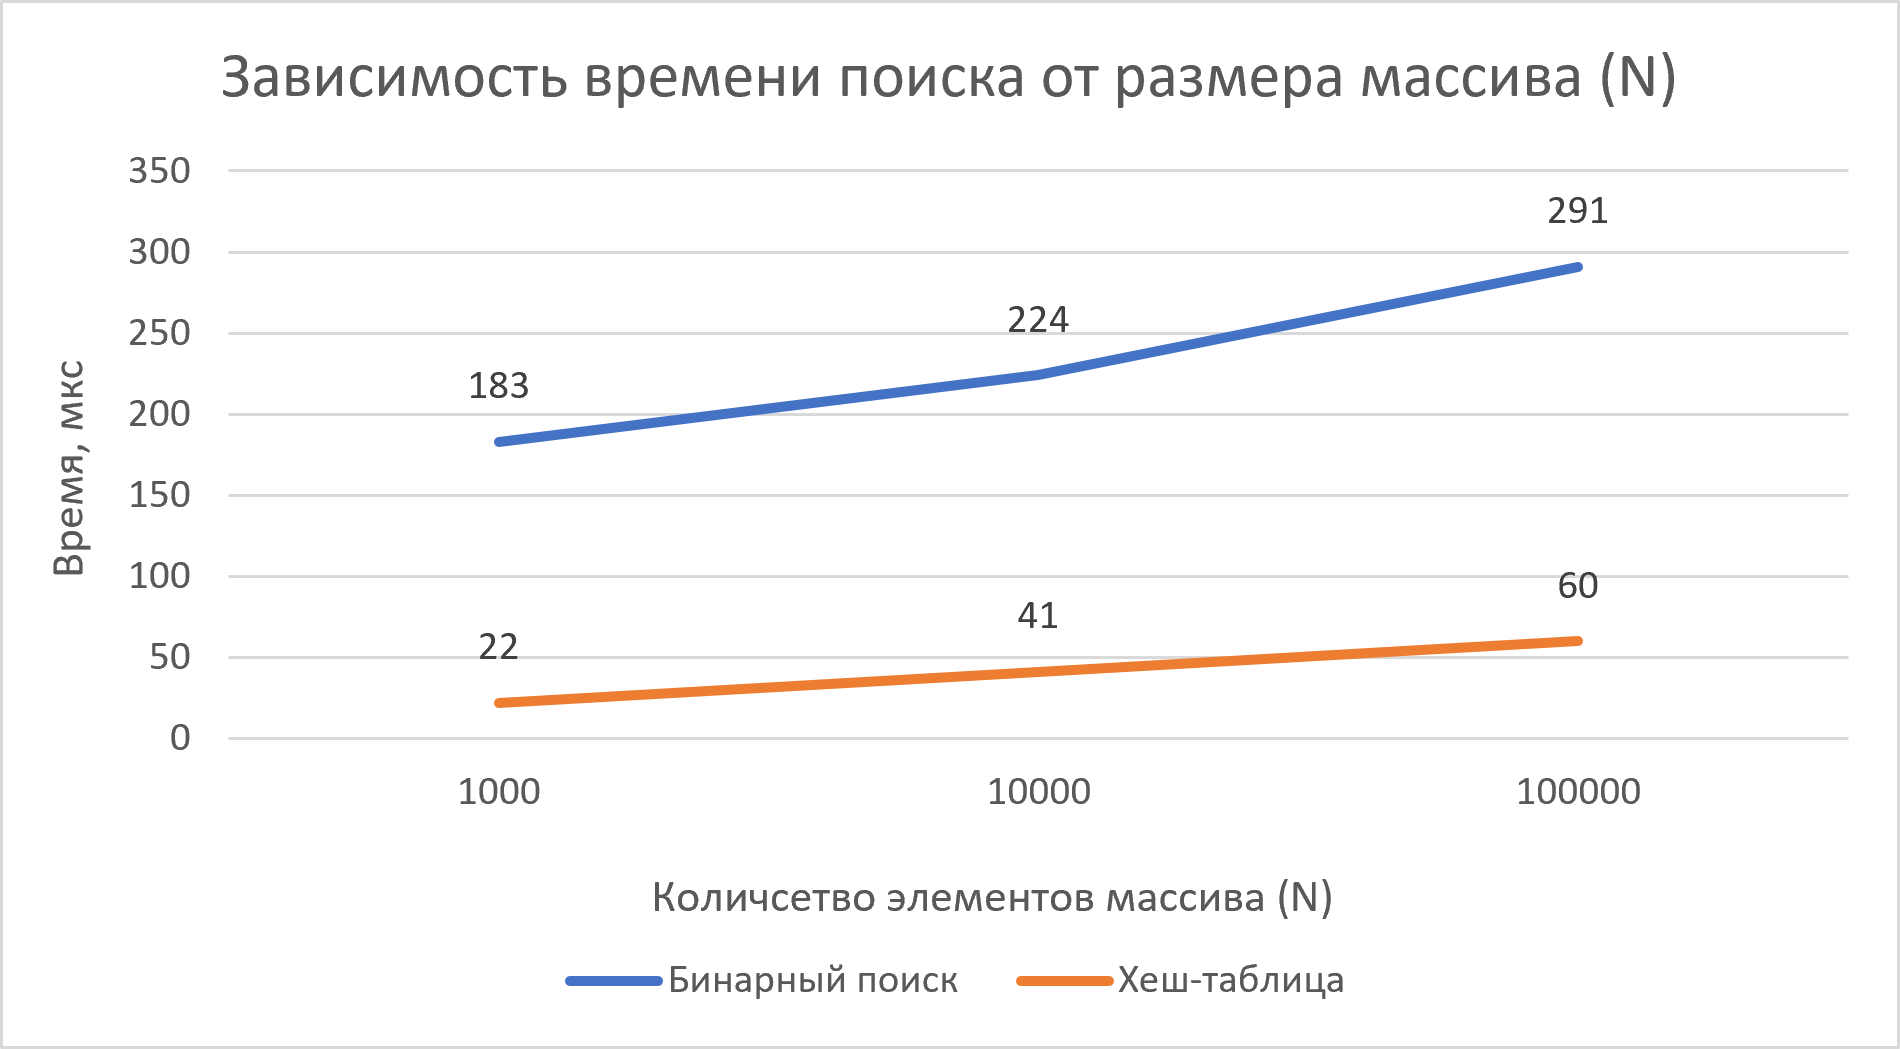 Зависимость времени поиска от размера массива (N)
350
300
250
200
150
100
50
0
Время, мкс
183
224
291
22
41
60
1000 10000 100000
Количсетво элементов массива (N)
Бинарный поиск Хеш-таблица